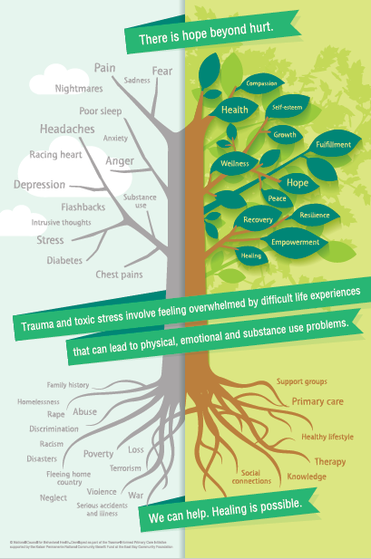 There is hope beyond hurt.
Pain
Fear
Sadness
Nightmares
Poor sleep
Headaches
Anxiety
Racing heart
Anger
Depression
Substance
use
Flashbacks
Intrusive thoughts
Stress
Diabetes
Chest pains
Compassion
Health
Self-esteem
Growth
Fulfillment
Wellness
Hope
Peace
Recovery
Resilience
Empowerment
Healing
Trauma and toxic stress involve feeling overwhelmed by difficult life experiences
that can lead to physical, emotional and substance use problems.
Family history
Homelessness
Rape
Abuse
Discrimination
Racism
Disasters
Poverty
Loss
Terrorism
Fleeing home
country
Neglect
Violence
War
Serious accidents
and illness
Support groups
Primary care
Healthy lifestyle
Therapy
Social
connections
Knowledge
We can help. Healing is possible.